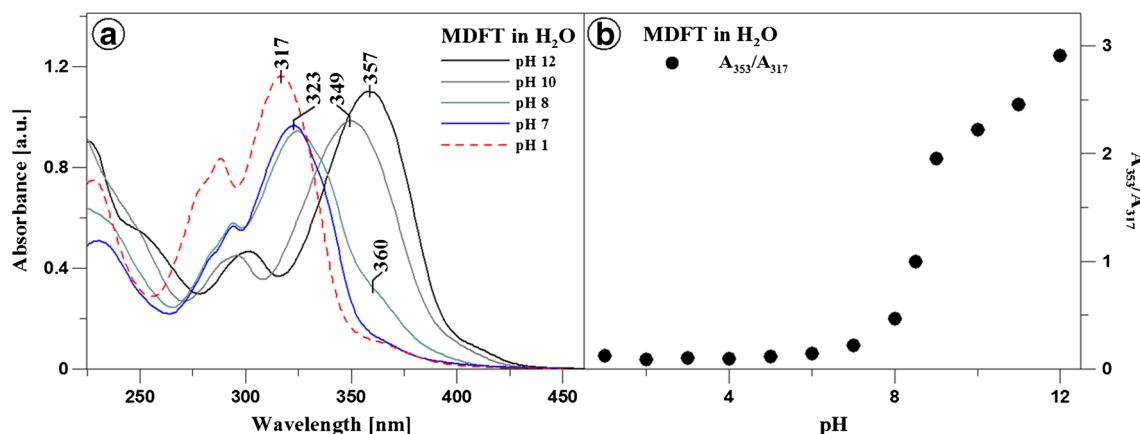 a
MDFT in H₂O
pH 12
pH 10
pH 8
pH 7
pH 1
317
323
349
357
360
1.2
0.8
0.4
0
250
300
350
400
450
Absorbance [a.u.]
Wavelength [nm]
b
MDFT in H₂O
A₃₅₃/A₃₁₇
3
2
1
0
4
8
12
A₃₅₃/A₃₁₇
pH